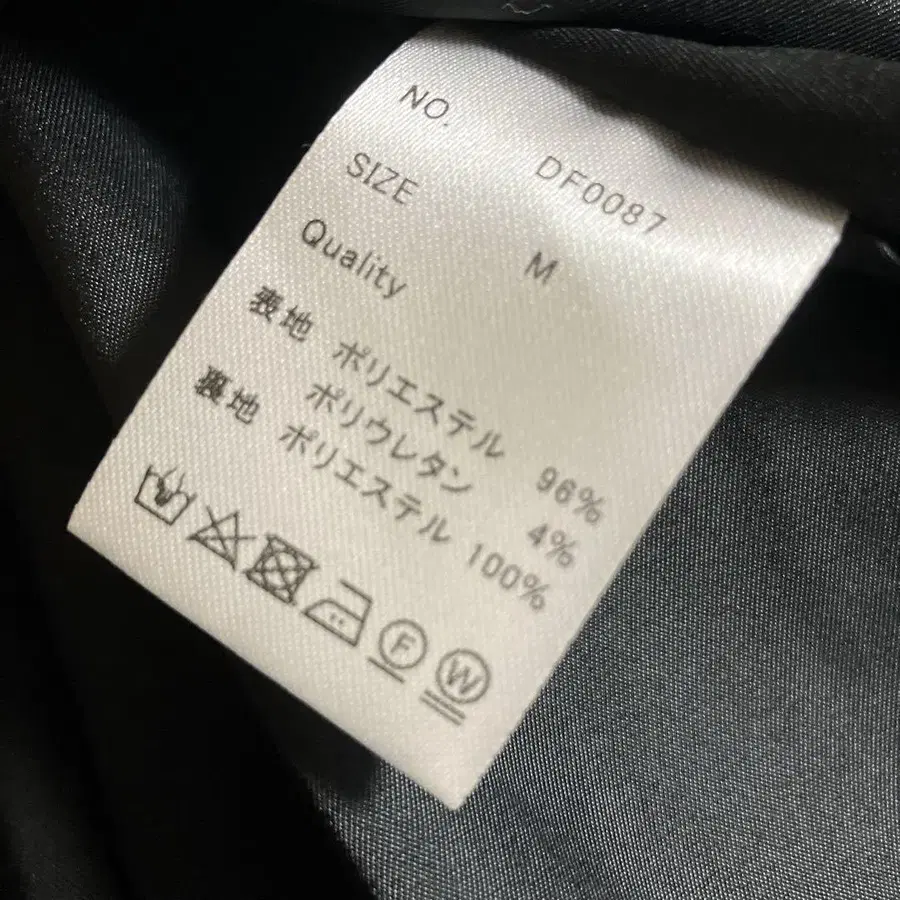 NO. DF0087
SIZE M
Quality
表地 ポリエステル 96%
ポリウレタン 4%
裏地 ポリエステル 100%
F W